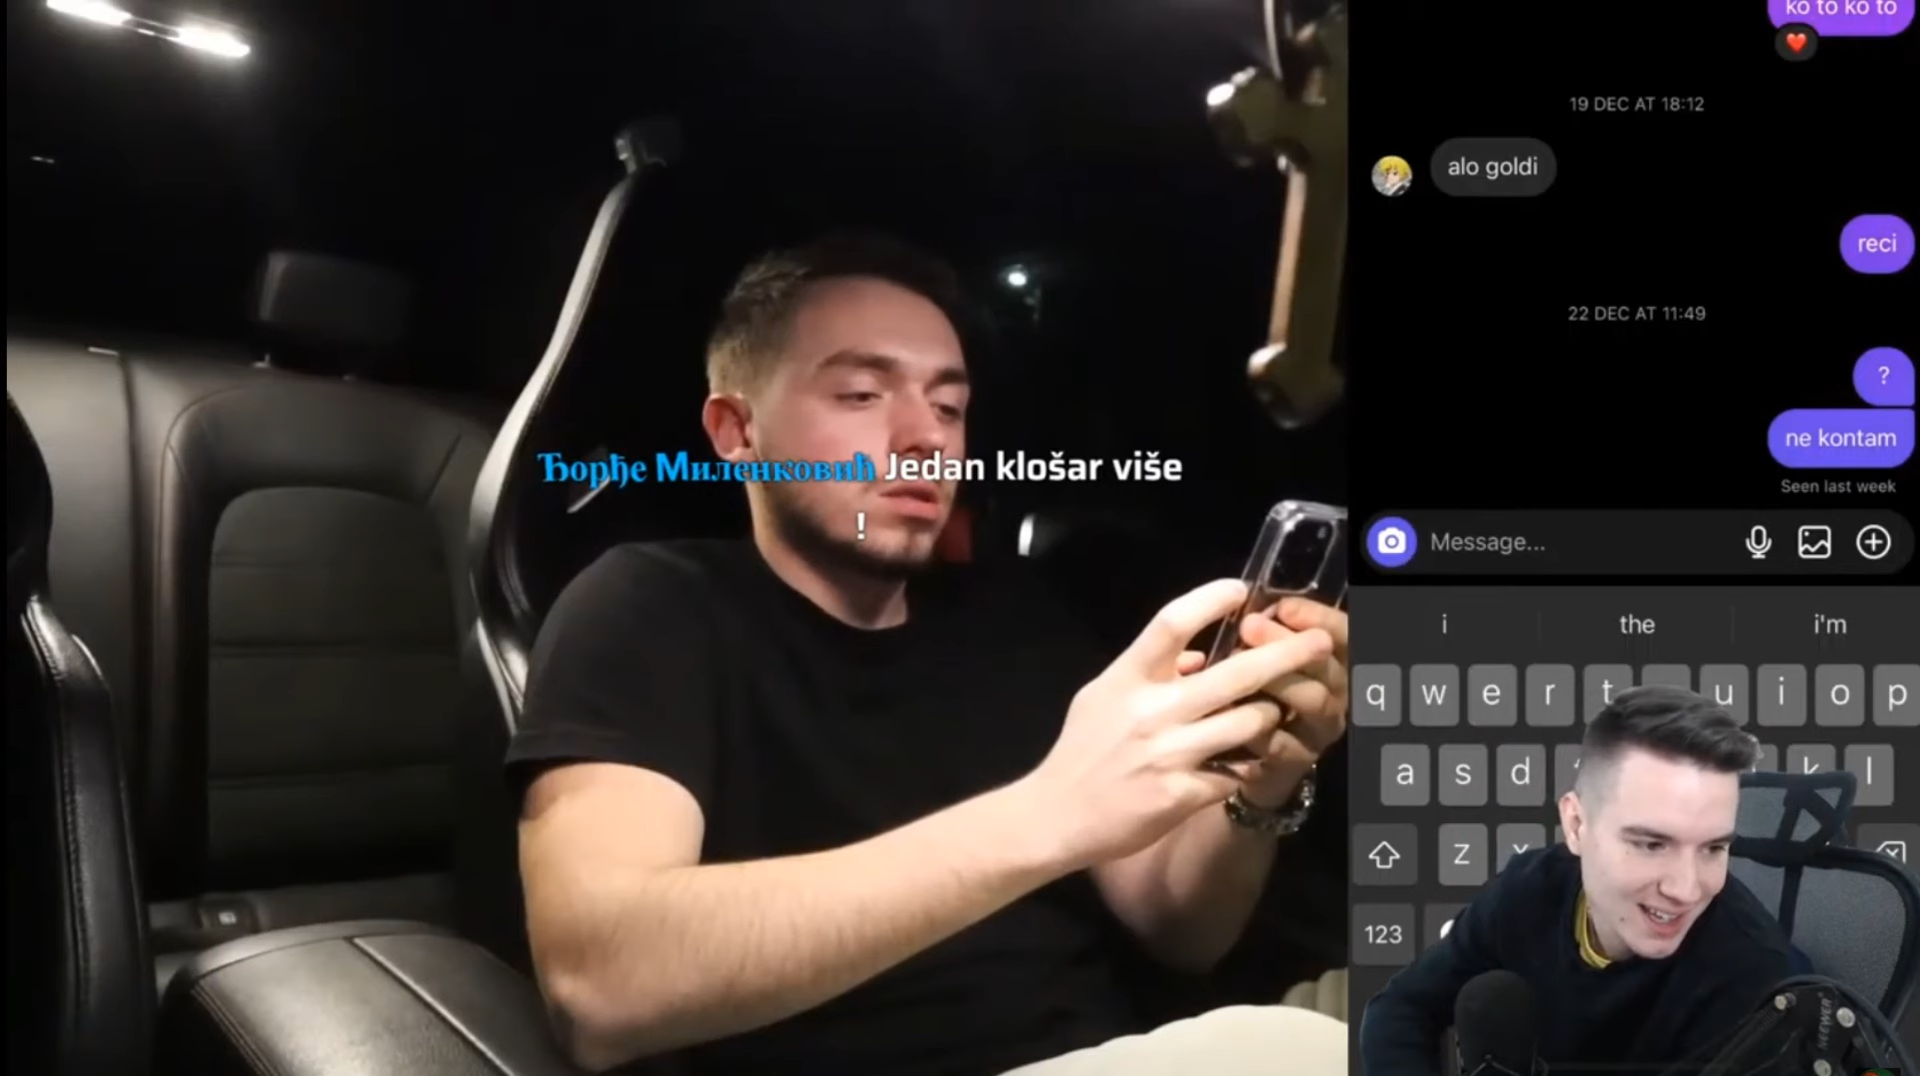 Ђорђе Миленковић Jedan klošar više
!
ko to ko to
19 DEC AT 18:12
alo goldi
reci
22 DEC AT 11:49
?
ne kontam
Seen last week
Message...
i the i'm
q w e r t u i o p
a s d k l
z
123
NEEWER